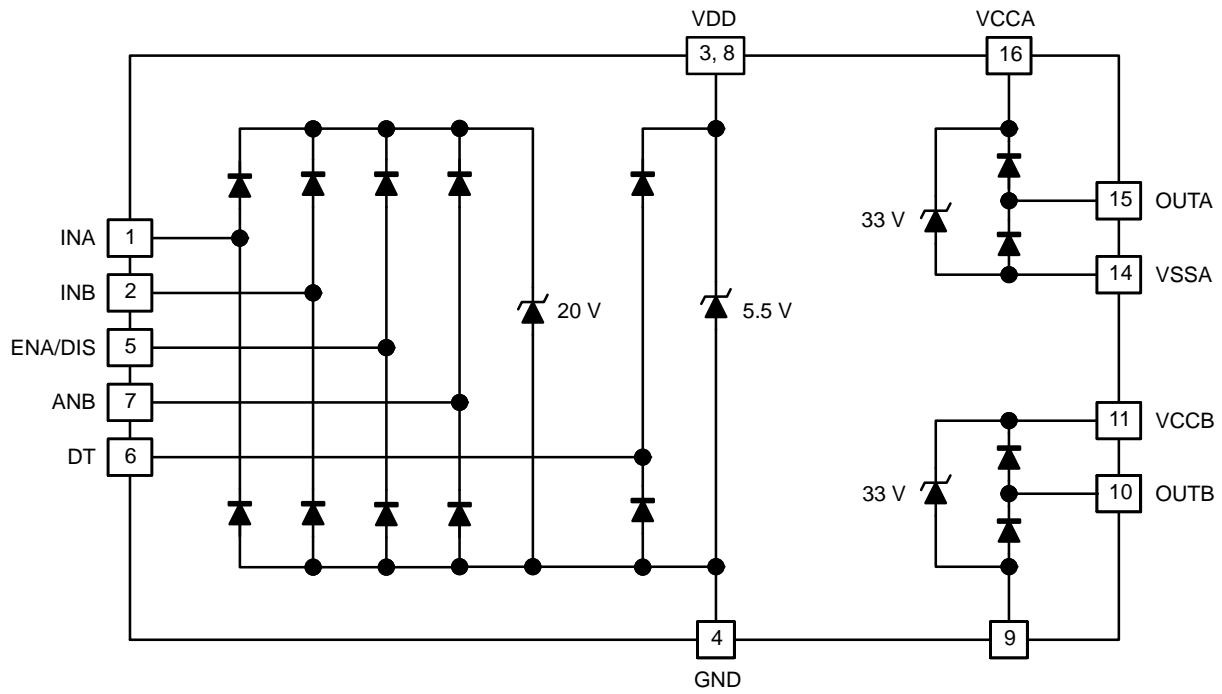 VDD
VCCA
3, 8
16
15
OUTA
INA
1
33 V
14
VSSA
INB
2
20 V
5.5 V
ENA/DIS
5
ANB
7
11
VCCB
DT
6
33 V
10
OUTB
4
9
GND